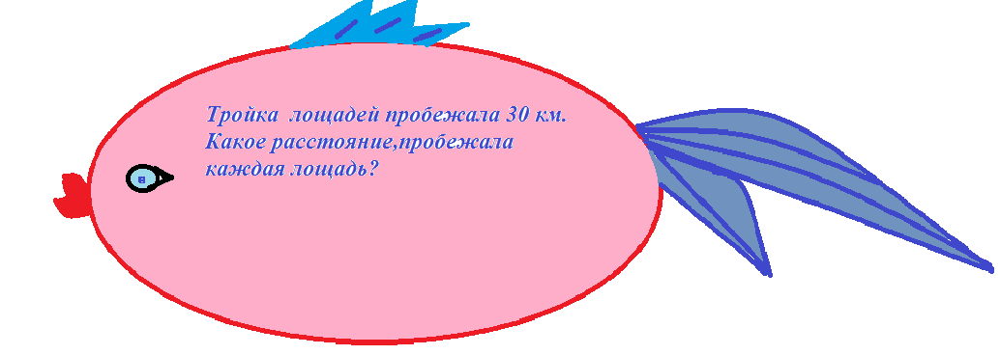 Тройка лощадей пробежала 30 км.
Какое расстояние,пробежала
каждая лощадь?